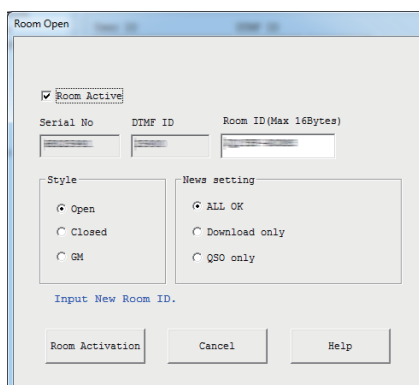 Room Open
Room Active
Serial No DTMF ID Room ID(Max 16Bytes)
Style News setting
Open ALL OK
Closed Download only
GM QSO only
Input New Room ID.
Room Activation Cancel Help